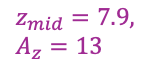 z_mid = 7.9,
A_z = 13